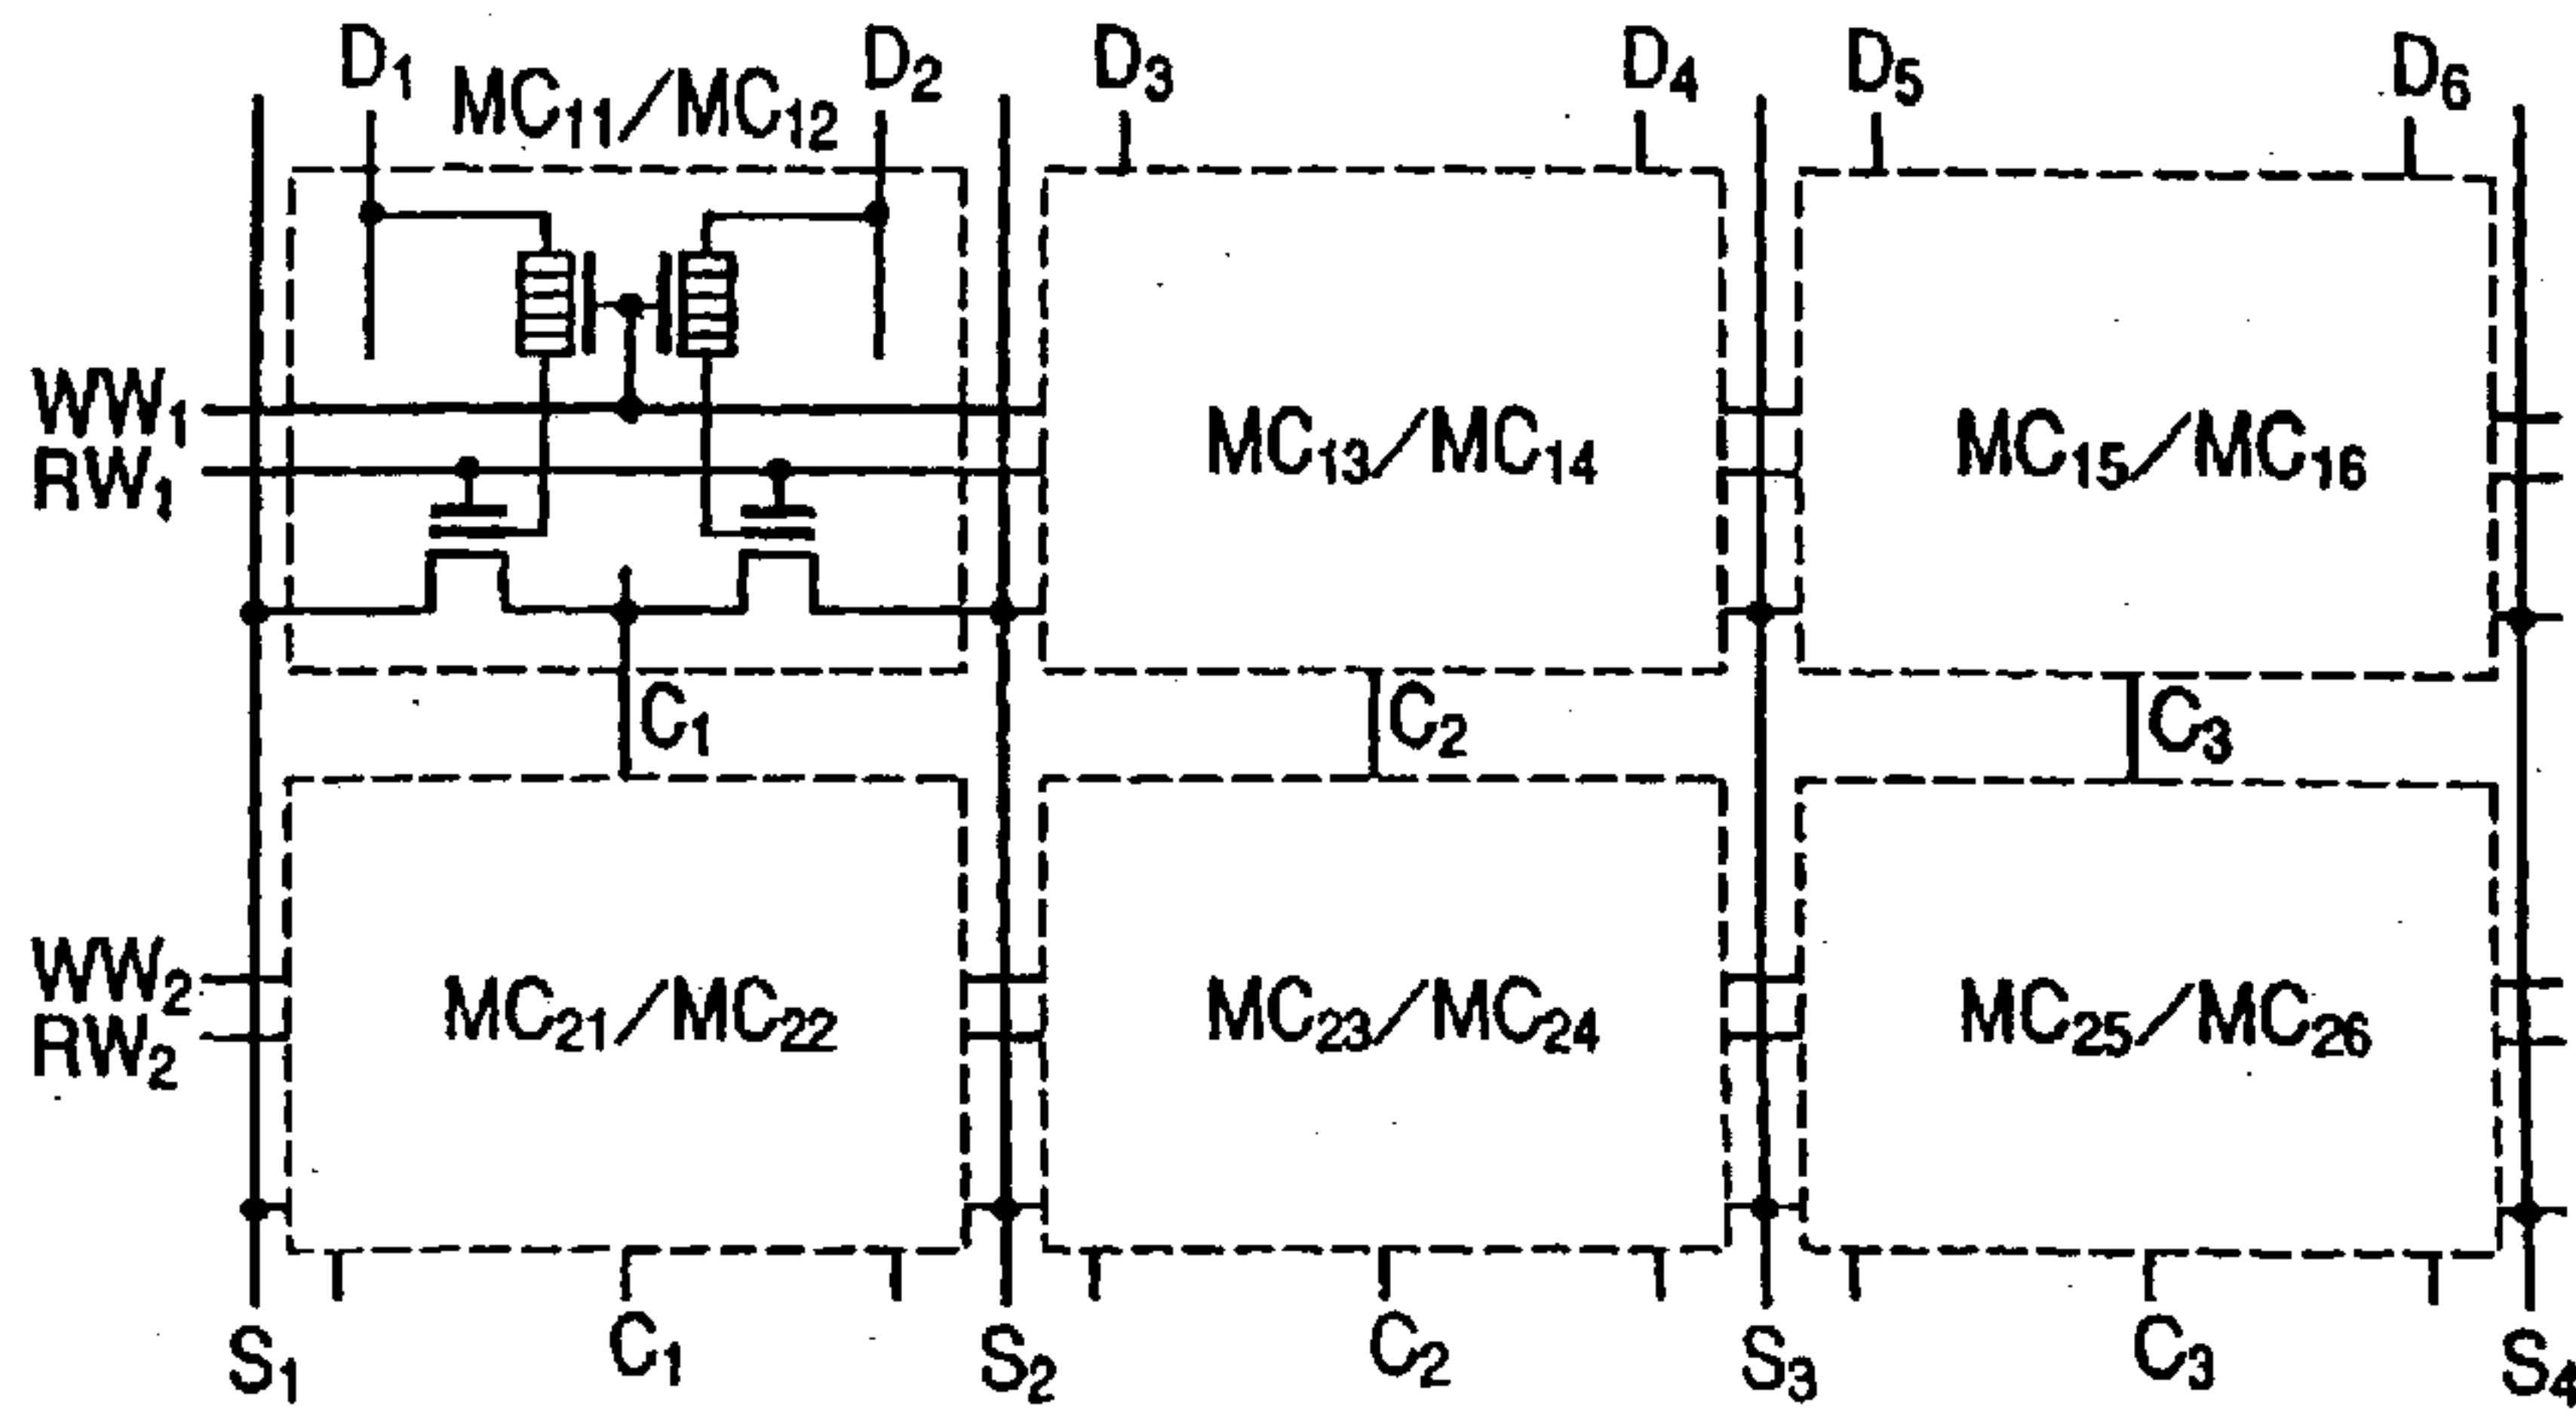 D₁ D₂ D₃ D₄ D₅ D₆
MC₁₁/MC₁₂
WW₁
RW₁
MC₁₃/MC₁₄ MC₁₅/MC₁₆
C₁ C₂ C₃
WW₂
RW₂
MC₂₁/MC₂₂ MC₂₃/MC₂₄ MC₂₅/MC₂₆
S₁ C₁ S₂ C₂ S₃ C₃ S₄